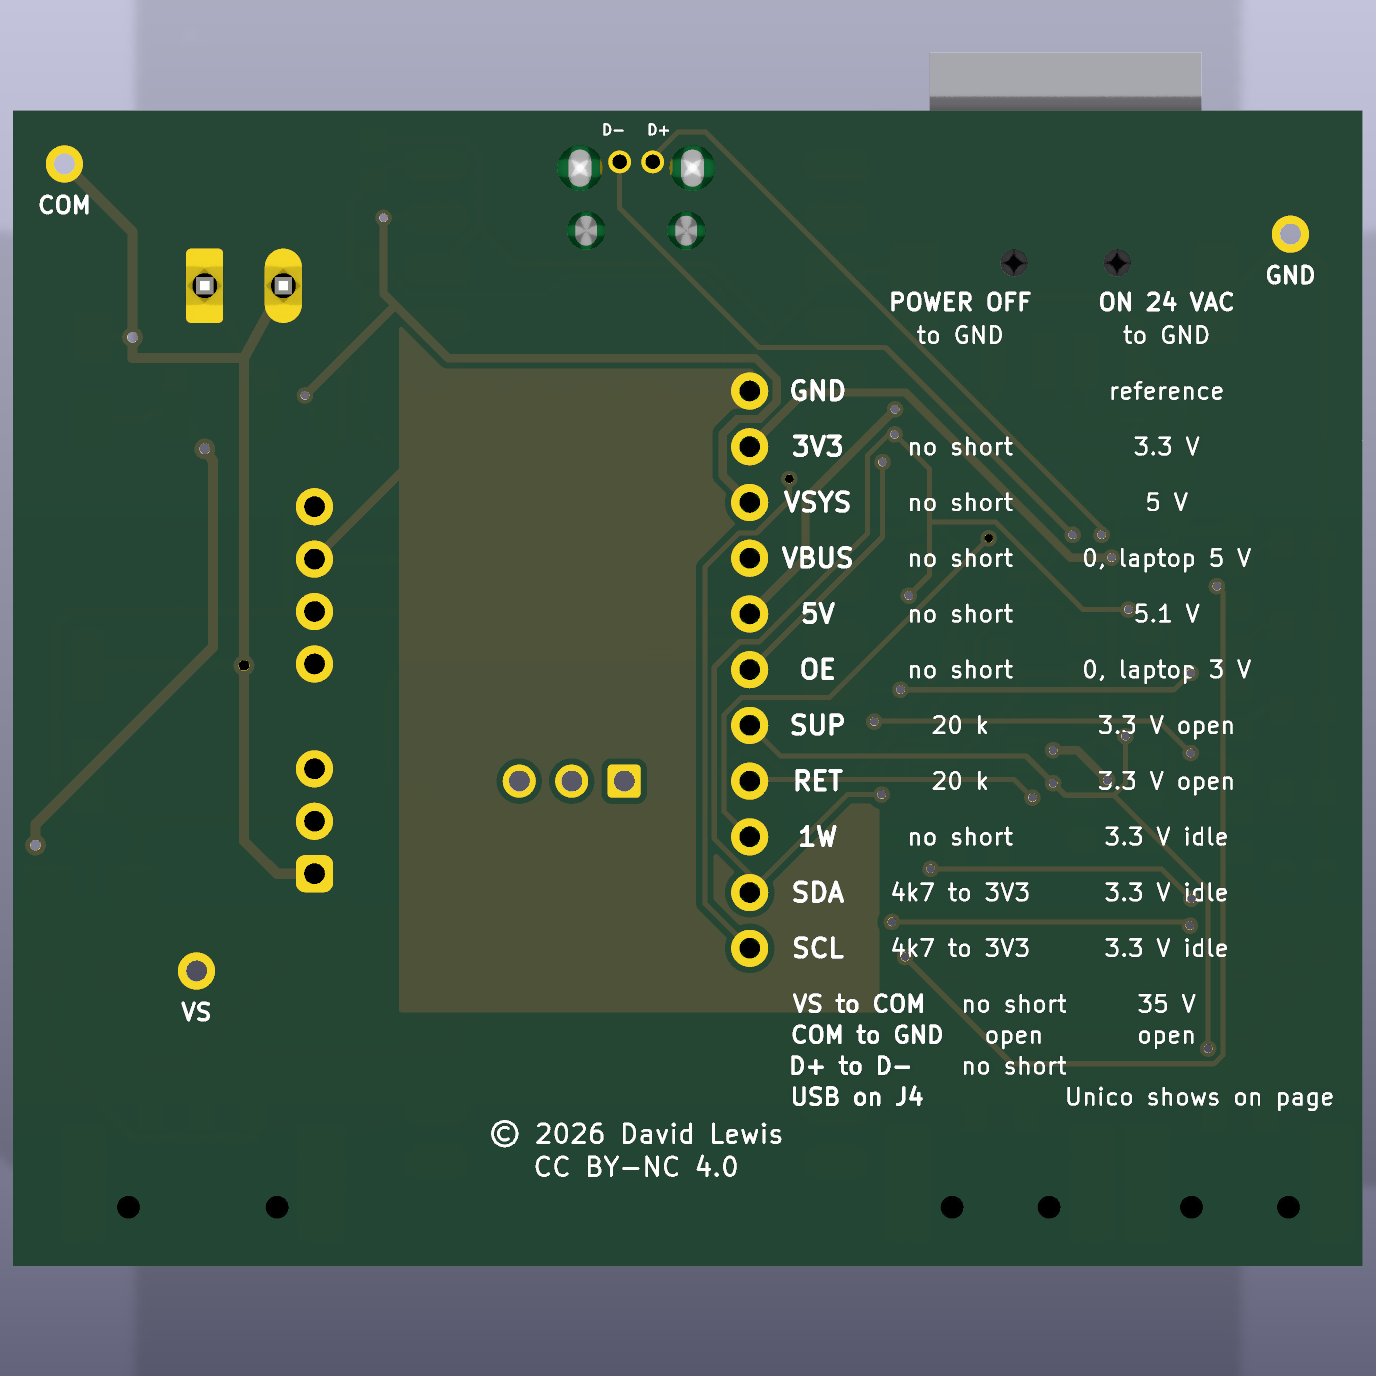 D- D+
COM
GND
POWER OFF ON 24 VAC
to GND to GND
GND reference
3V3 no short 3.3 V
VSYS no short 5 V
VBUS no short 0, laptop 5 V
5V no short 5.1 V
OE no short 0, laptop 3 V
SUP 20 k 3.3 V open
RET 20 k 3.3 V open
1W no short 3.3 V idle
SDA 4k7 to 3V3 3.3 V idle
SCL 4k7 to 3V3 3.3 V idle
VS
VS to COM no short 35 V
COM to GND open open
D+ to D- no short
USB on J4 Unico shows on page
© 2026 David Lewis
CC BY-NC 4.0